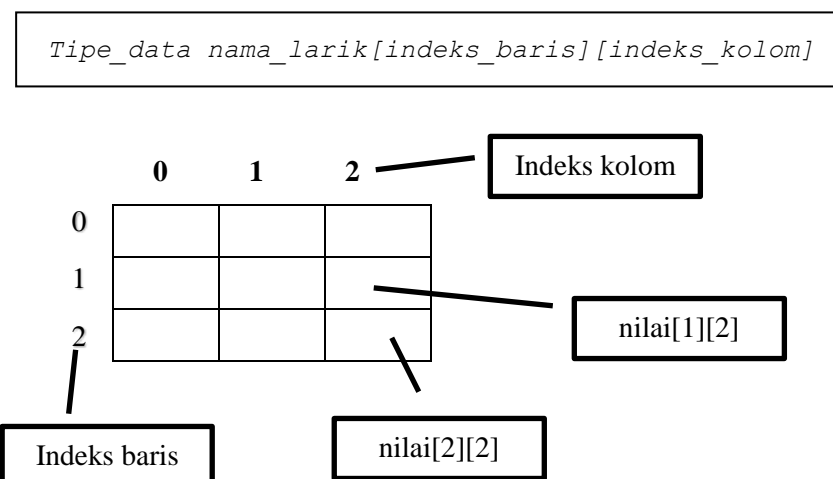 Tipe_data nama_larik[indeks_baris][indeks_kolom]
0 1 2 Indeks kolom
0
1
nilai[1][2]
2
Indeks baris
nilai[2][2]